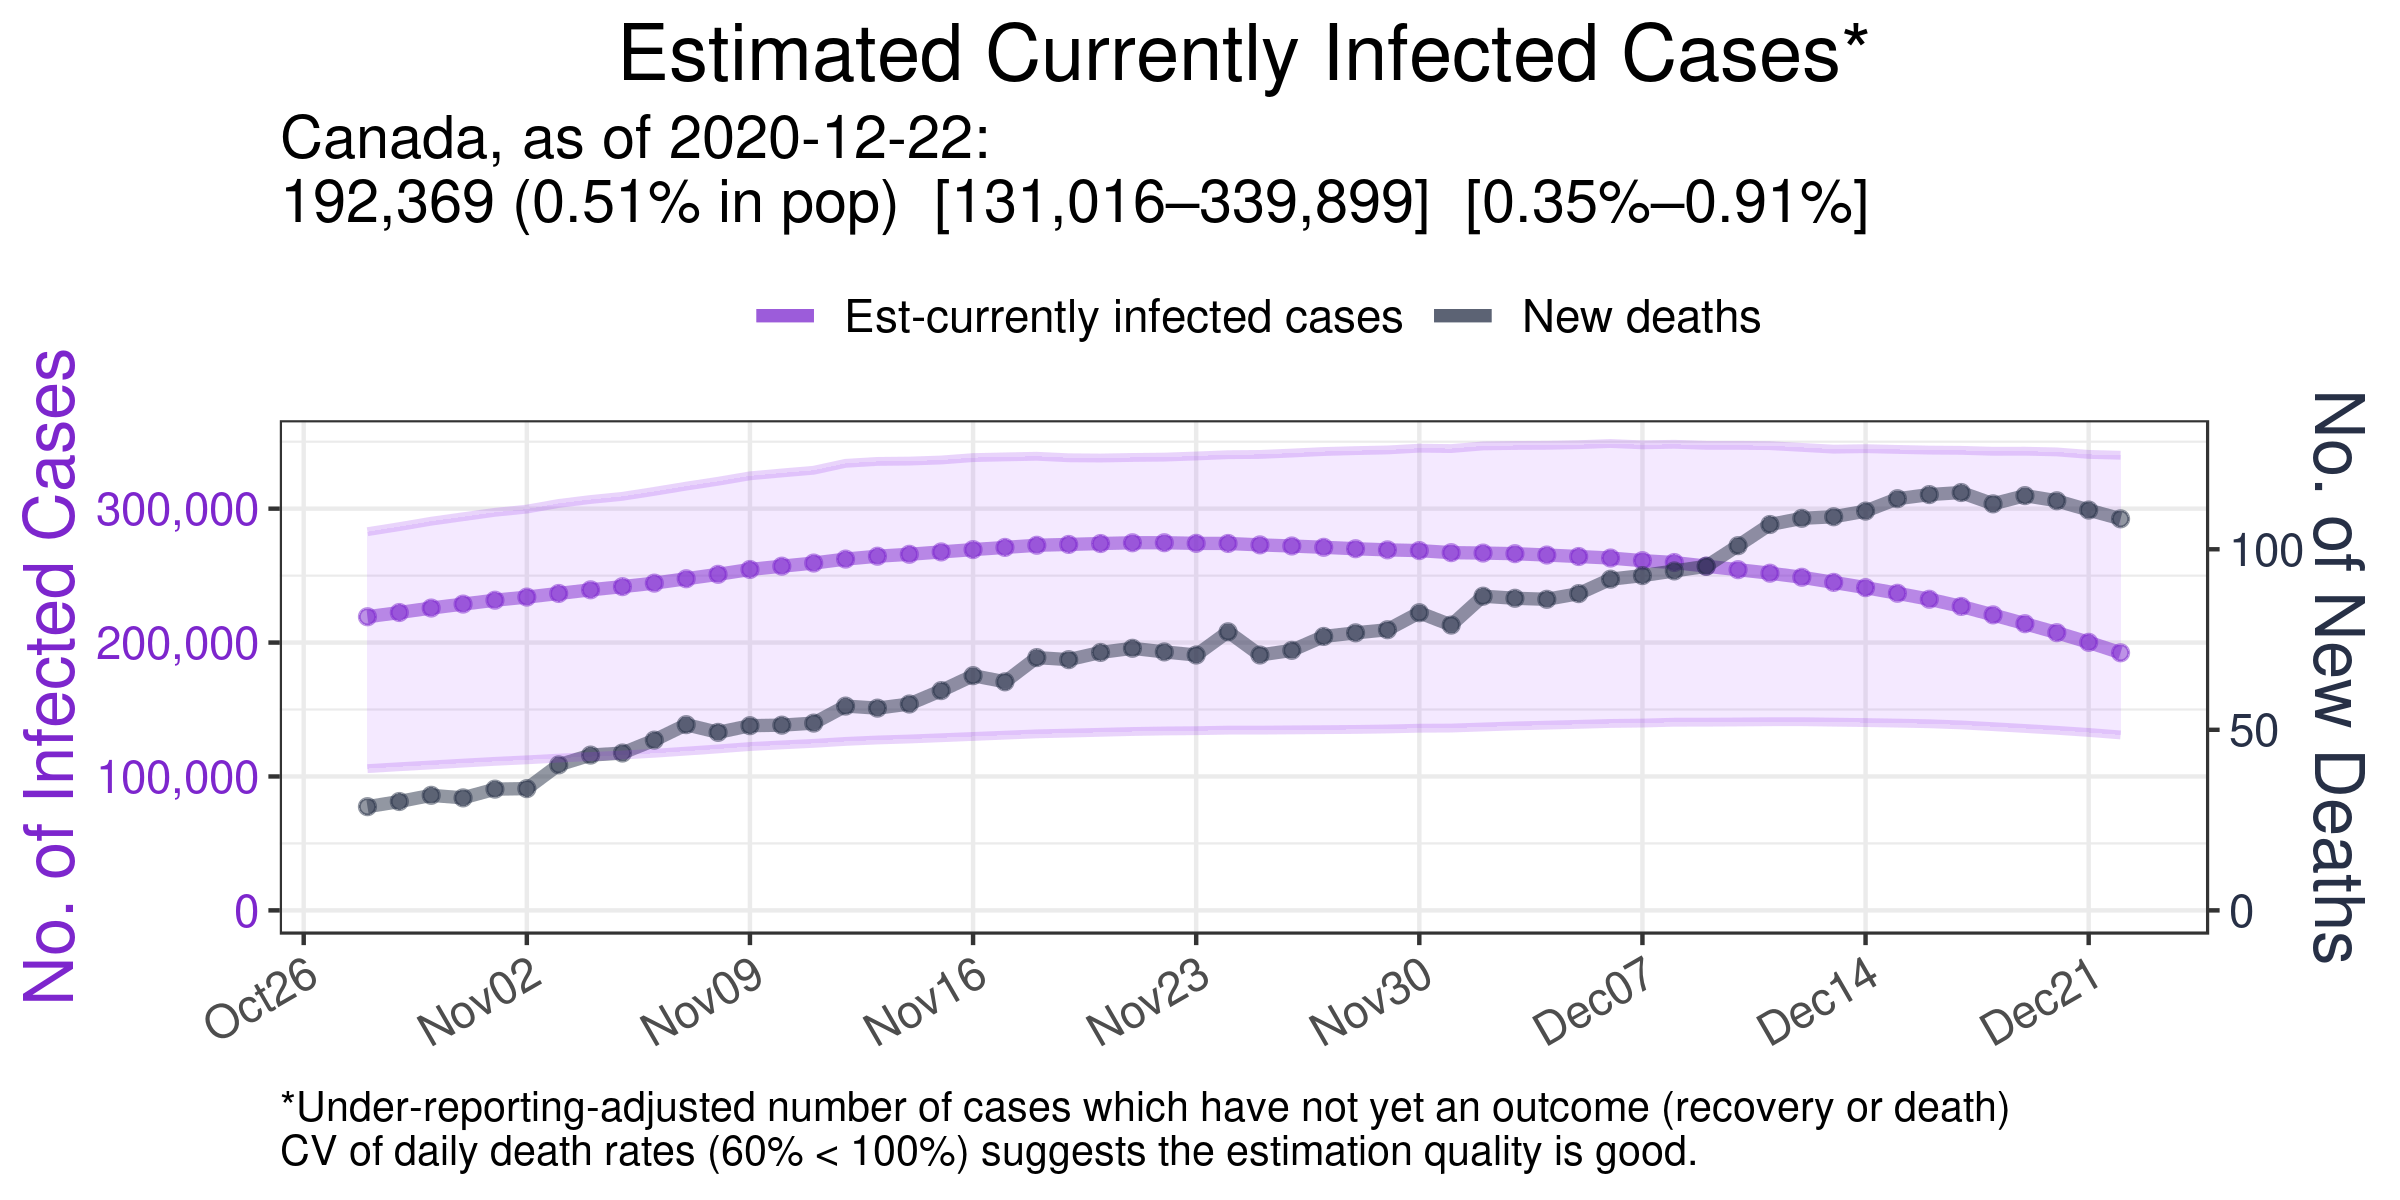 Estimated Currently Infected Cases*
Canada, as of 2020-12-22:
192,369 (0.51% in pop)  [131,016–339,899]  [0.35%–0.91%]
Est-currently infected cases
New deaths
No. of Infected Cases
300,000
200,000
100,000
0
No. of New Deaths
100
50
0
Oct26
Nov02
Nov09
Nov16
Nov23
Nov30
Dec07
Dec14
Dec21
*Under-reporting-adjusted number of cases which have not yet an outcome (recovery or death)
CV of daily death rates (60% < 100%) suggests the estimation quality is good.